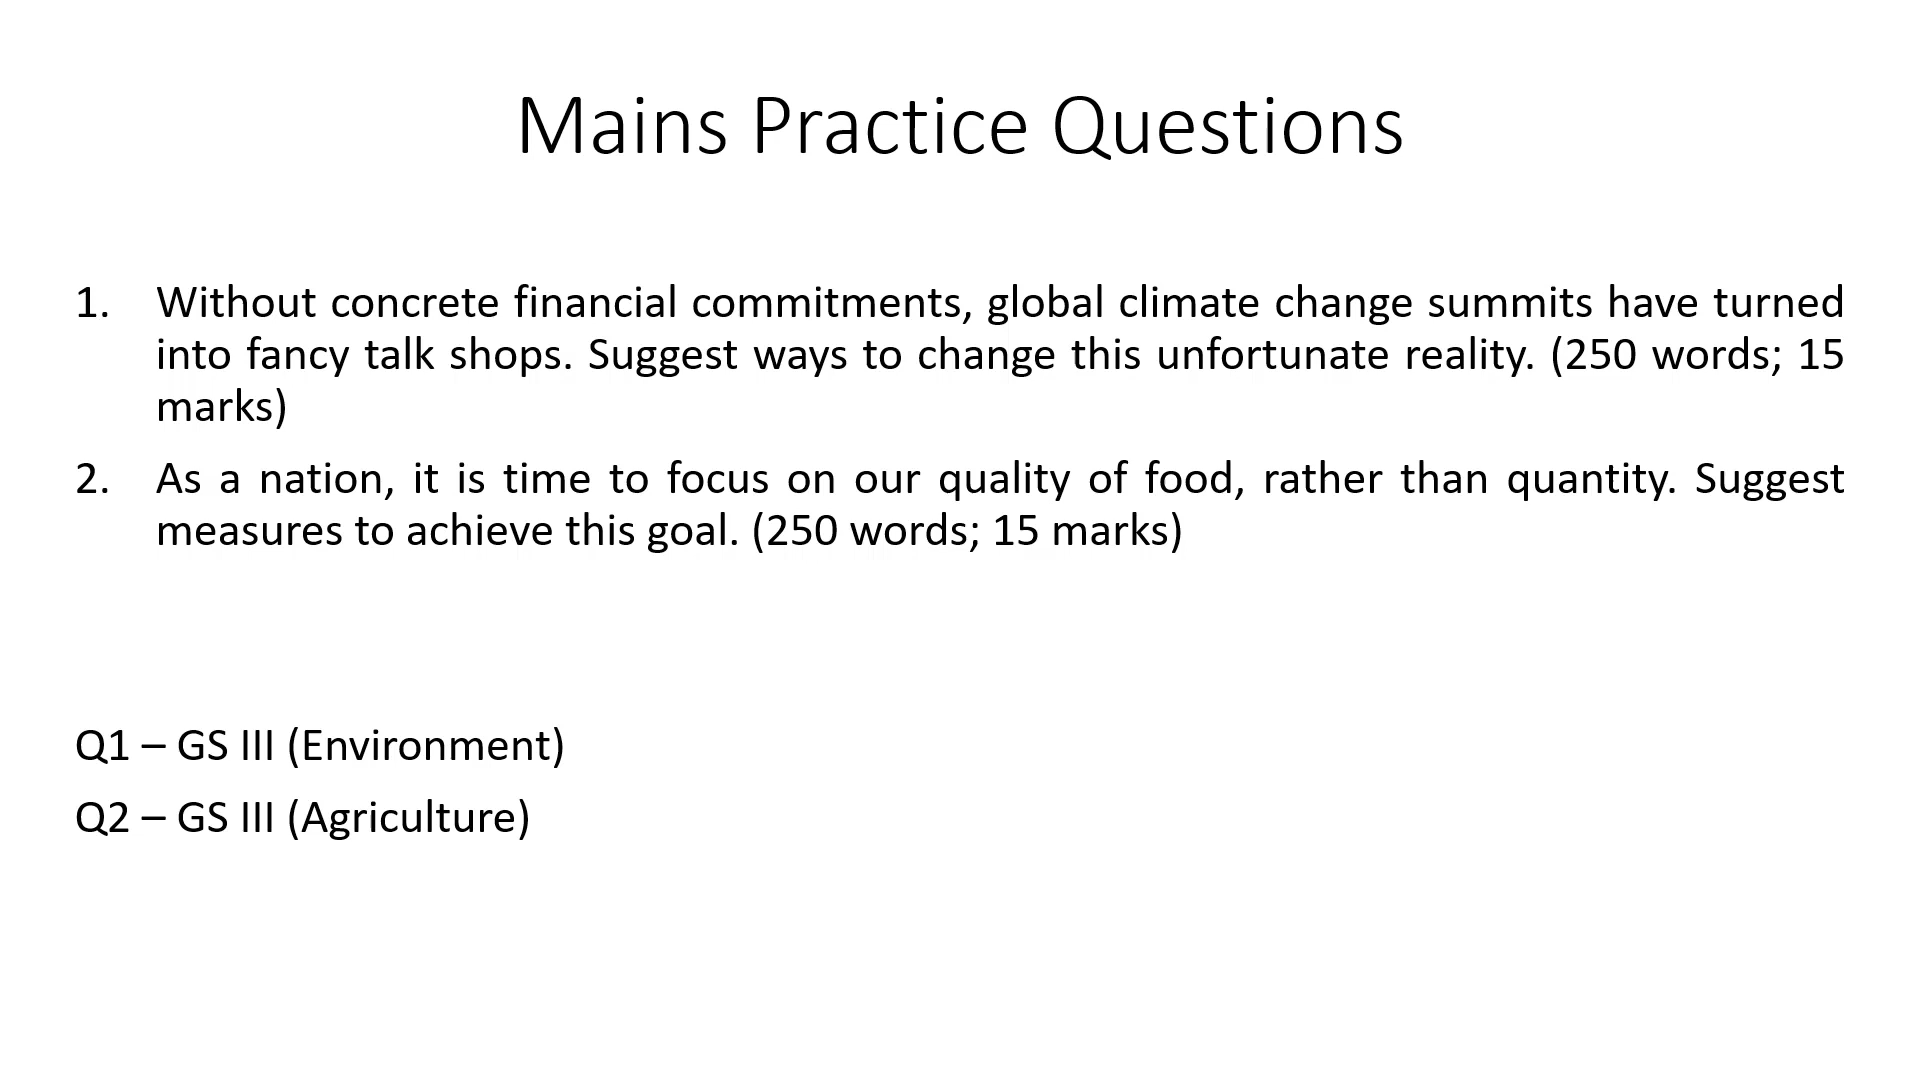 Mains Practice Questions
1. Without concrete financial commitments, global climate change summits have turned
into fancy talk shops. Suggest ways to change this unfortunate reality. (250 words; 15
marks)
2. As a nation, it is time to focus on our quality of food, rather than quantity. Suggest
measures to achieve this goal. (250 words; 15 marks)
Q1 – GS III (Environment)
Q2 – GS III (Agriculture)